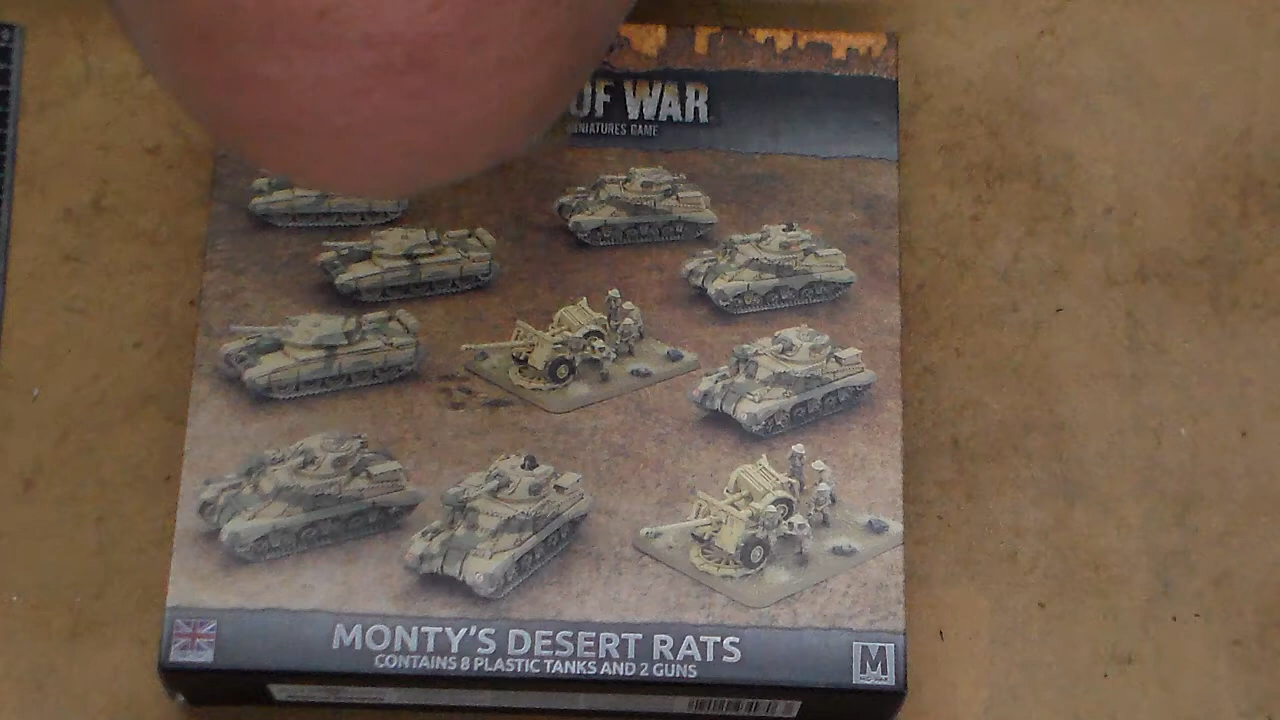 OF WAR
MINIATURES GAME
MONTY'S DESERT RATS
CONTAINS 8 PLASTIC TANKS AND 2 GUNS
M